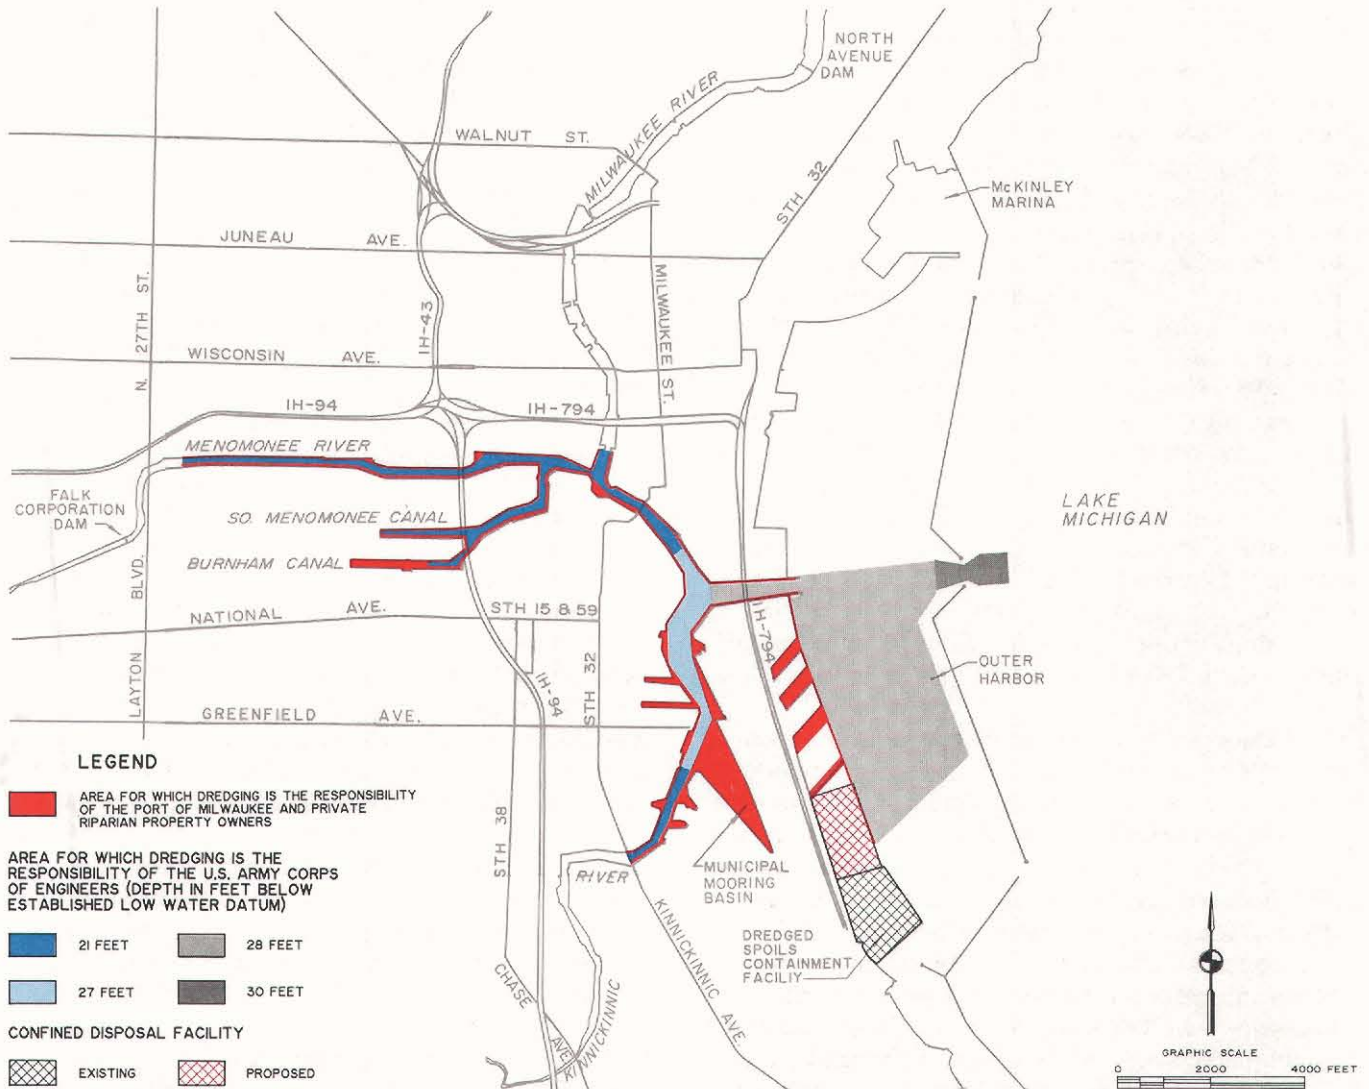 NORTH
AVENUE
DAM
MILWAUKEE RIVER
WALNUT ST.
STH 32
McKINLEY
MARINA
JUNEAU AVE.
N. 27TH ST.
IH-43
MILWAUKEE ST.
WISCONSIN AVE.
IH-94
IH-794
MENOMONEE RIVER
FALK
CORPORATION
DAM
SO. MENOMONEE CANAL
LAKE
MICHIGAN
BURNHAM CANAL
LAYTON BLVD.
NATIONAL AVE.
STH 15 & 59
IH-794
STH 32
IH-94
OUTER
HARBOR
GREENFIELD AVE.
LEGEND
AREA FOR WHICH DREDGING IS THE RESPONSIBILITY
OF THE PORT OF MILWAUKEE AND PRIVATE
RIPARIAN PROPERTY OWNERS
AREA FOR WHICH DREDGING IS THE
RESPONSIBILITY OF THE U.S. ARMY CORPS
OF ENGINEERS (DEPTH IN FEET BELOW
ESTABLISHED LOW WATER DATUM)
21 FEET
28 FEET
27 FEET
30 FEET
CONFINED DISPOSAL FACILITY
EXISTING
PROPOSED
STH 38
RIVER
MUNICIPAL
MOORING
BASIN
KINNICKINNIC AVE.
DREDGED
SPOILS
CONTAINMENT
FACILIY
CHASE AVE.
KINNICKINNIC
GRAPHIC SCALE
0 2000 4000 FEET